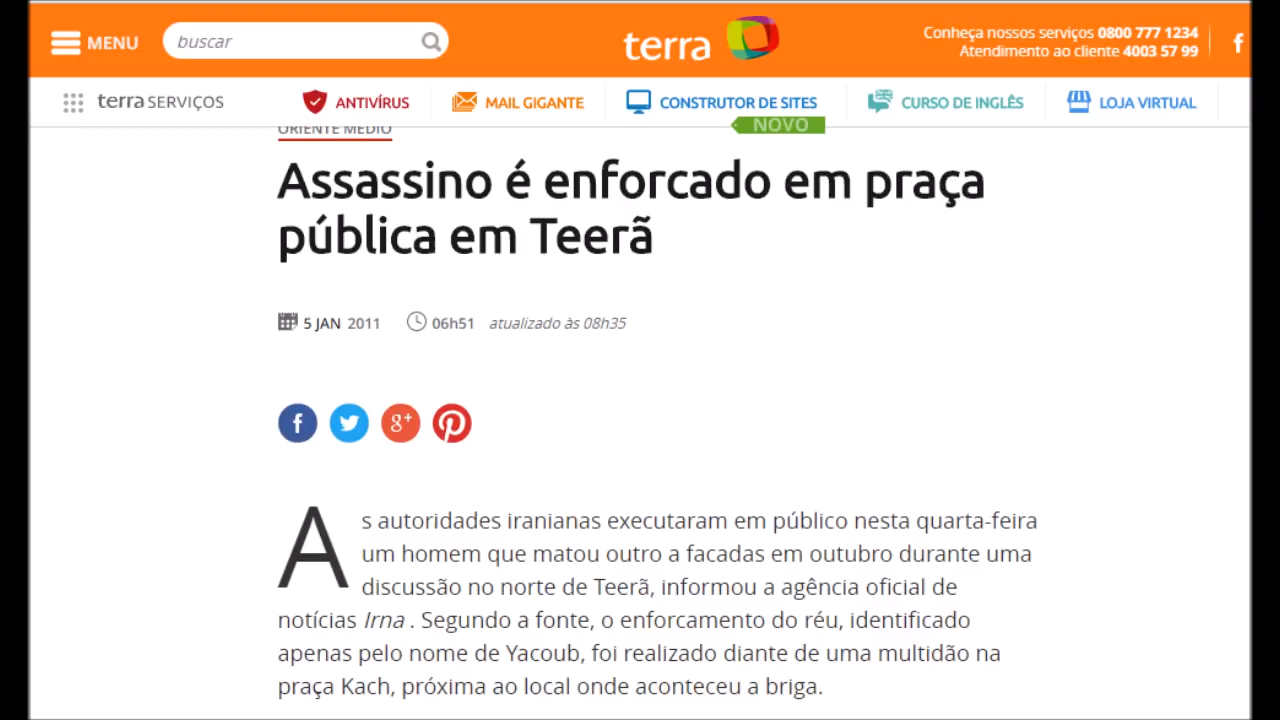 MENU
buscar
terra
Conheça nossos serviços 0800 777 1234
Atendimento ao cliente 4003 57 99
f
terra SERVIÇOS
ANTIVÍRUS
MAIL GIGANTE
CONSTRUTOR DE SITES
NOVO
CURSO DE INGLÊS
LOJA VIRTUAL
ORIENTE MÉDIO
Assassino é enforcado em praça
pública em Teerã
5 JAN 2011
06h51
atualizado às 08h35
f
8+
As autoridades iranianas executaram em público nesta quarta-feira
um homem que matou outro a facadas em outubro durante uma
discussão no norte de Teerã, informou a agência oficial de
notícias Irna . Segundo a fonte, o enforcamento do réu, identificado
apenas pelo nome de Yacoub, foi realizado diante de uma multidão na
praça Kach, próxima ao local onde aconteceu a briga.